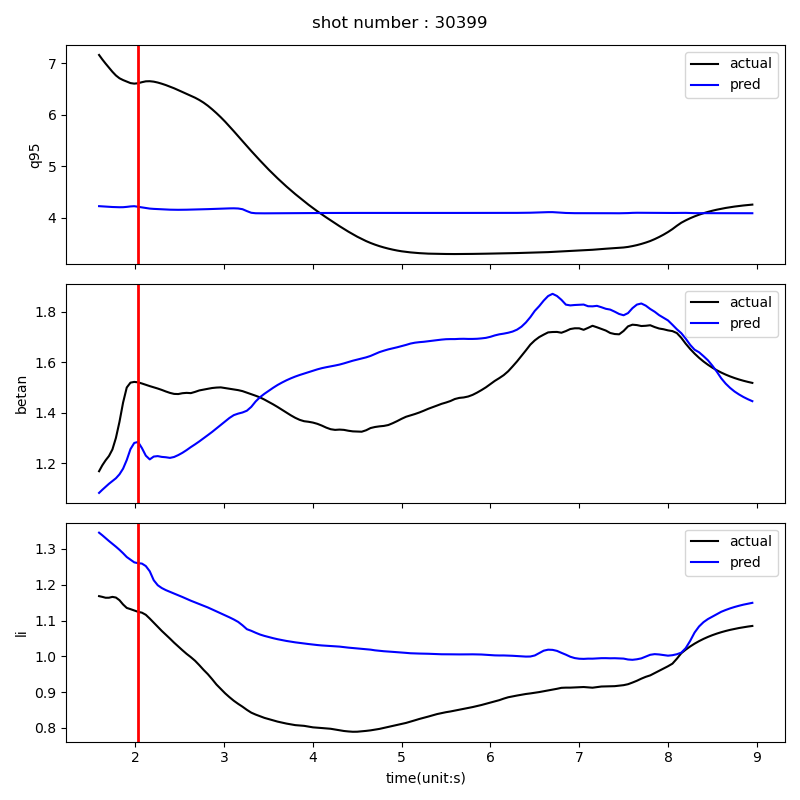 shot number : 30399
7
6
5
4
q95
actual
pred
1.8
1.6
1.4
1.2
betan
actual
pred
1.3
1.2
1.1
1.0
0.9
0.8
li
actual
pred
2 3 4 5 6 7 8 9
time(unit:s)